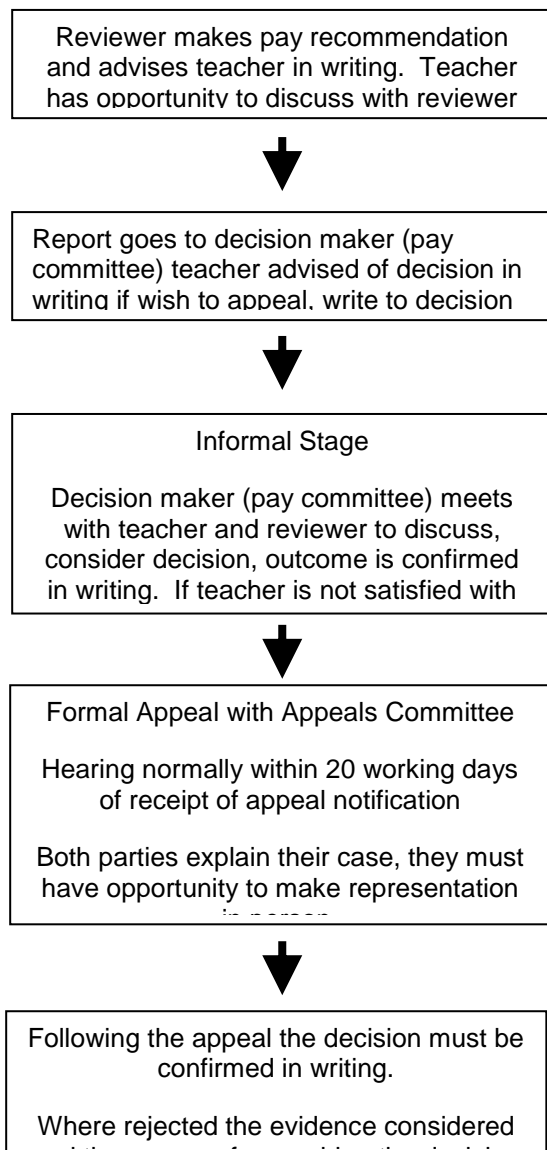 Reviewer makes pay recommendation
and advises teacher in writing.  Teacher
has opportunity to discuss with reviewer
Report goes to decision maker (pay
committee) teacher advised of decision in
writing if wish to appeal, write to decision
Informal Stage
Decision maker (pay committee) meets
with teacher and reviewer to discuss,
consider decision, outcome is confirmed
in writing.  If teacher is not satisfied with
Formal Appeal with Appeals Committee
Hearing normally within 20 working days
of receipt of appeal notification
Both parties explain their case, they must
have opportunity to make representation
in person
Following the appeal the decision must be
confirmed in writing.
Where rejected the evidence considered